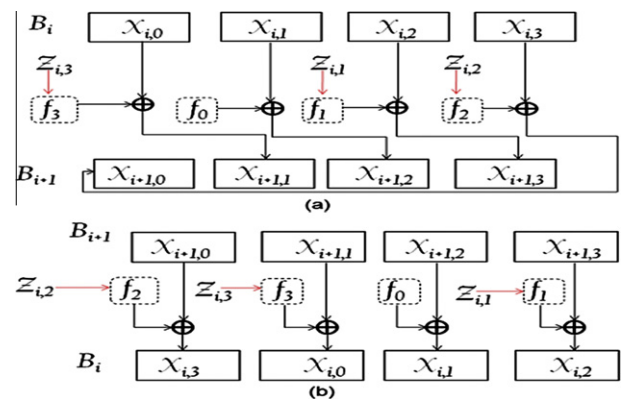 B_i X_{i,0} X_{i,1} X_{i,2} X_{i,3}
Z_{i,3} Z_{i,1} Z_{i,2}
f_3 ⊕ f_0 ⊕ f_1 ⊕ f_2 ⊕
B_{i+1} X_{i+1,0} X_{i+1,1} X_{i+1,2} X_{i+1,3}
(a)
B_{i+1} X_{i+1,0} X_{i+1,1} X_{i+1,2} X_{i+1,3}
Z_{i,2} f_2 Z_{i,3} f_3 f_0 Z_{i,1} f_1
⊕ ⊕ ⊕ ⊕
B_i X_{i,3} X_{i,0} X_{i,1} X_{i,2}
(b)